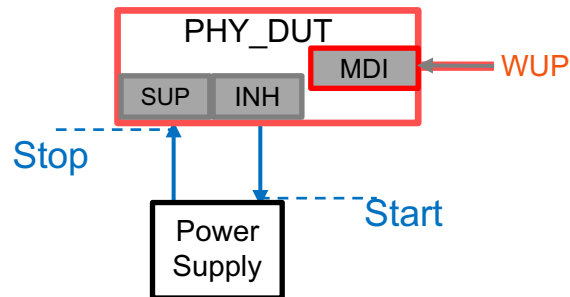 PHY_DUT
MDI
WUP
SUP
INH
Stop
Start
Power
Supply